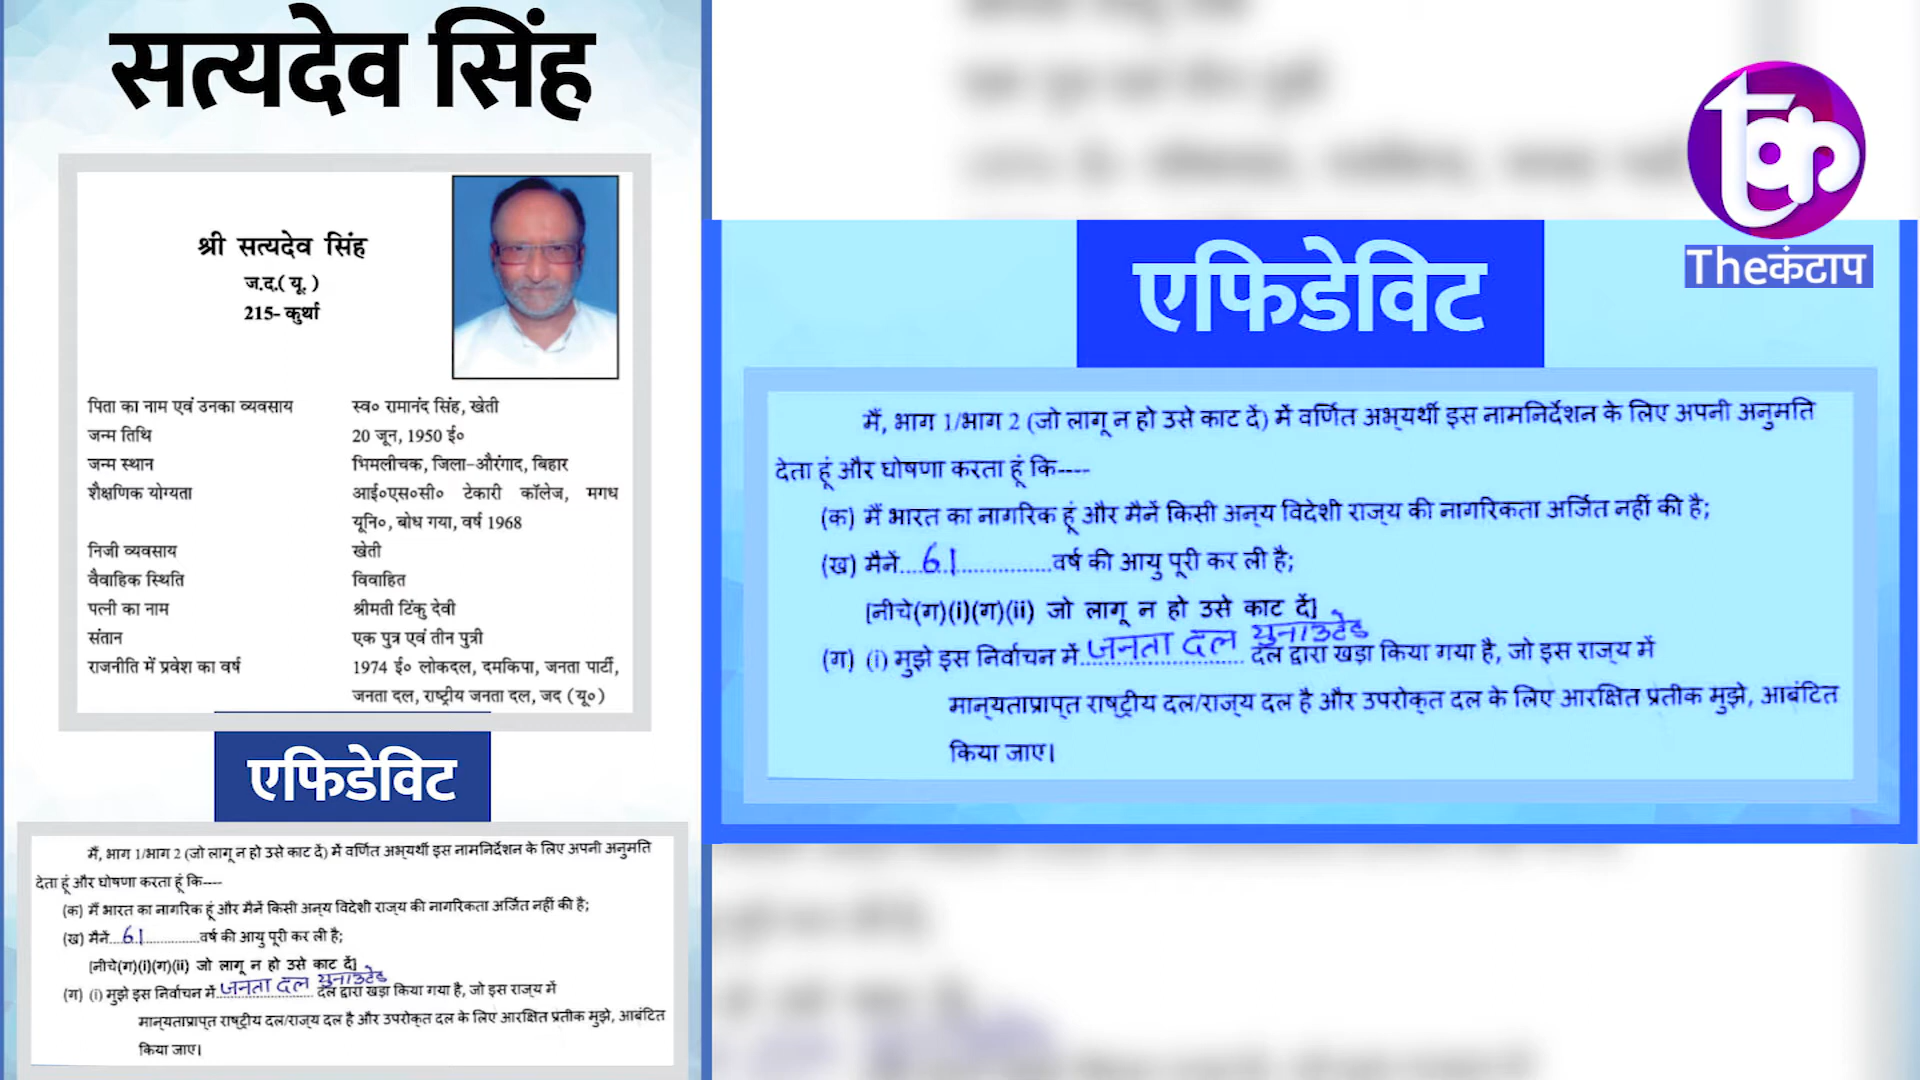 सत्यदेव सिंह
श्री सत्यदेव सिंह
ज.द.( यू. )
215- कुर्था
पिता का नाम एवं उनका व्यवसाय स्व० रामानंद सिंह, खेती
जन्म तिथि 20 जून, 1950 ई०
जन्म स्थान भिमलीचक, जिला-औरंगाद, बिहार
शैक्षणिक योग्यता आई०एस०सी० टेकारी कॉलेज, मगध
यूनि०, बोध गया, वर्ष 1968
निजी व्यवसाय खेती
वैवाहिक स्थिति विवाहित
पत्नी का नाम श्रीमती टिंकु देवी
संतान एक पुत्र एवं तीन पुत्री
राजनीति में प्रवेश का वर्ष 1974 ई० लोकदल, दमकिपा, जनता पार्टी,
जनता दल, राष्ट्रीय जनता दल, जद (यू०)
एफिडेविट
मैं, भाग 1/भाग 2 (जो लागू न हो उसे काट दें) में वर्णित अभ्यर्थी इस नामनिर्देशन के लिए अपनी अनुमति
देता हूं और घोषणा करता हूं कि----
(क) मैं भारत का नागरिक हूं और मैनें किसी अन्य विदेशी राज्य की नागरिकता अर्जित नहीं की है;
(ख) मैनें....61..............वर्ष की आयु पूरी कर ली है;
[नीचे(ग)(i)(ग)(ii) जो लागू न हो उसे काट दें]
(ग) (i) मुझे इस निर्वाचन में जनता दल युनाउटेड दल द्वारा खड़ा किया गया है, जो इस राज्य में
मान्यताप्राप्त राष्ट्रीय दल/राज्य दल है और उपरोक्त दल के लिए आरक्षित प्रतीक मुझे, आबंटित
किया जाए।
Theकंटाप
एफिडेविट
मैं, भाग 1/भाग 2 (जो लागू न हो उसे काट दें) में वर्णित अभ्यर्थी इस नामनिर्देशन के लिए अपनी अनुमति
देता हूं और घोषणा करता हूं कि----
(क) मैं भारत का नागरिक हूं और मैनें किसी अन्य विदेशी राज्य की नागरिकता अर्जित नहीं की है;
(ख) मैनें....61..............वर्ष की आयु पूरी कर ली है;
[नीचे(ग)(i)(ग)(ii) जो लागू न हो उसे काट दें]
(ग) (i) मुझे इस निर्वाचन में जनता दल युनाउटेड दल द्वारा खड़ा किया गया है, जो इस राज्य में
मान्यताप्राप्त राष्ट्रीय दल/राज्य दल है और उपरोक्त दल के लिए आरक्षित प्रतीक मुझे, आबंटित
किया जाए।